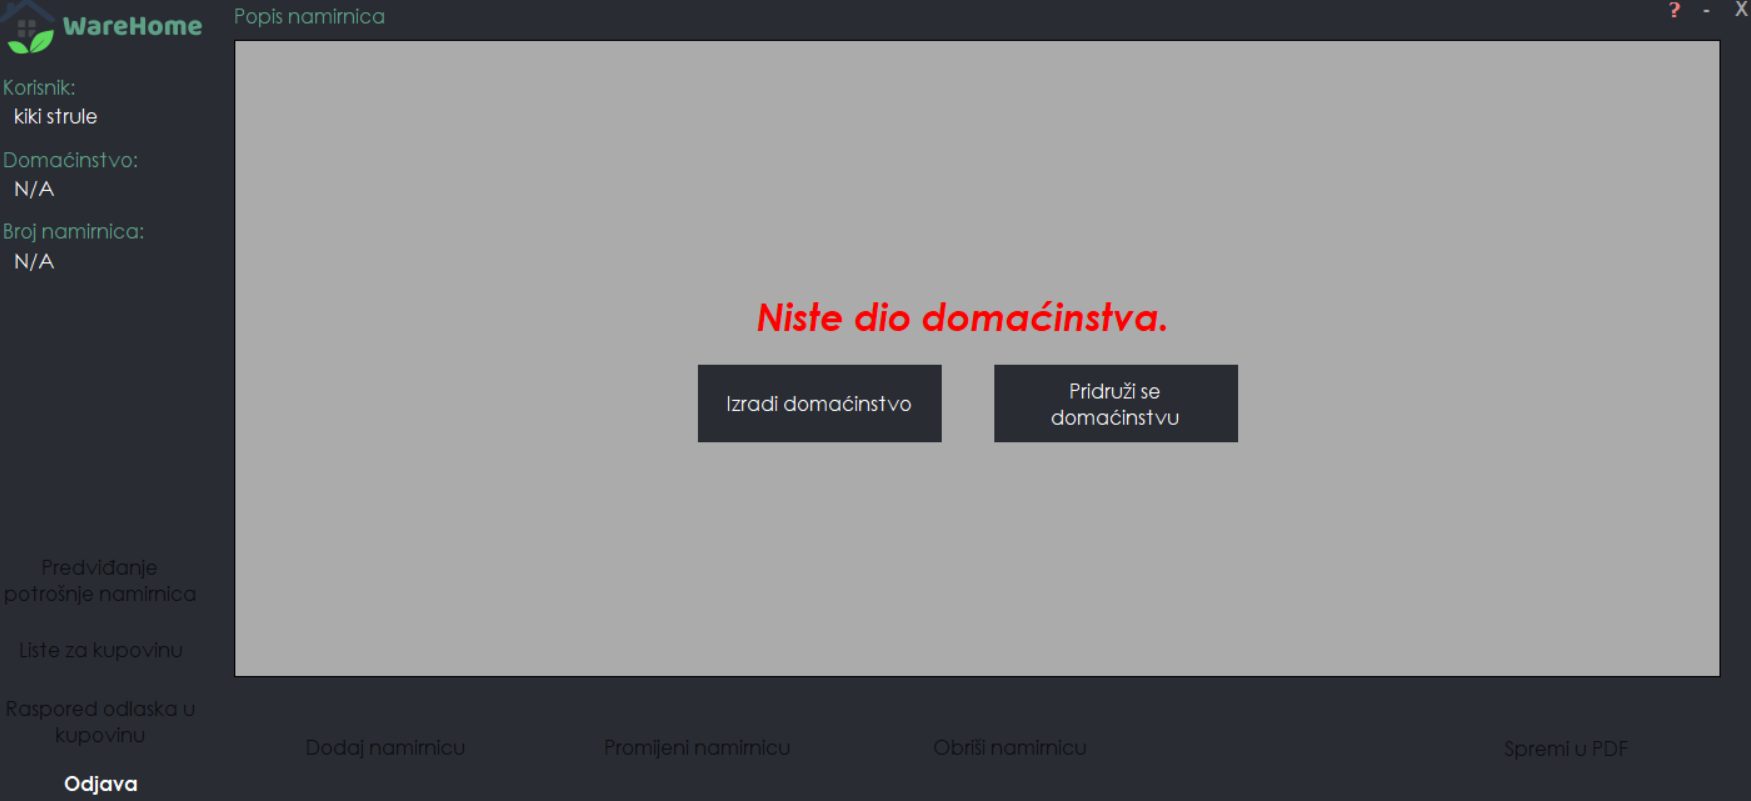 WareHome
Popis namirnica
? - X
Korisnik:
kiki strule
Domaćinstvo:
N/A
Broj namirnica:
N/A
Niste dio domaćinstva.
Izradi domaćinstvo
Pridruži se
domaćinstvu
Predviđanje
potrošnje namirnica
Liste za kupovinu
Raspored odlaska u
kupovinu
Odjava
Dodaj namirnicu
Promijeni namirnicu
Obriši namirnicu
Spremi u PDF